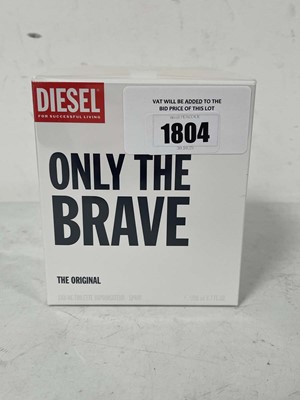 DIESEL
FOR SUCCESSFUL LIVING
VAT WILL BE ADDED TO THE
BID PRICE OF THIS LOT
1804
ONLY THE
BRAVE
THE ORIGINAL